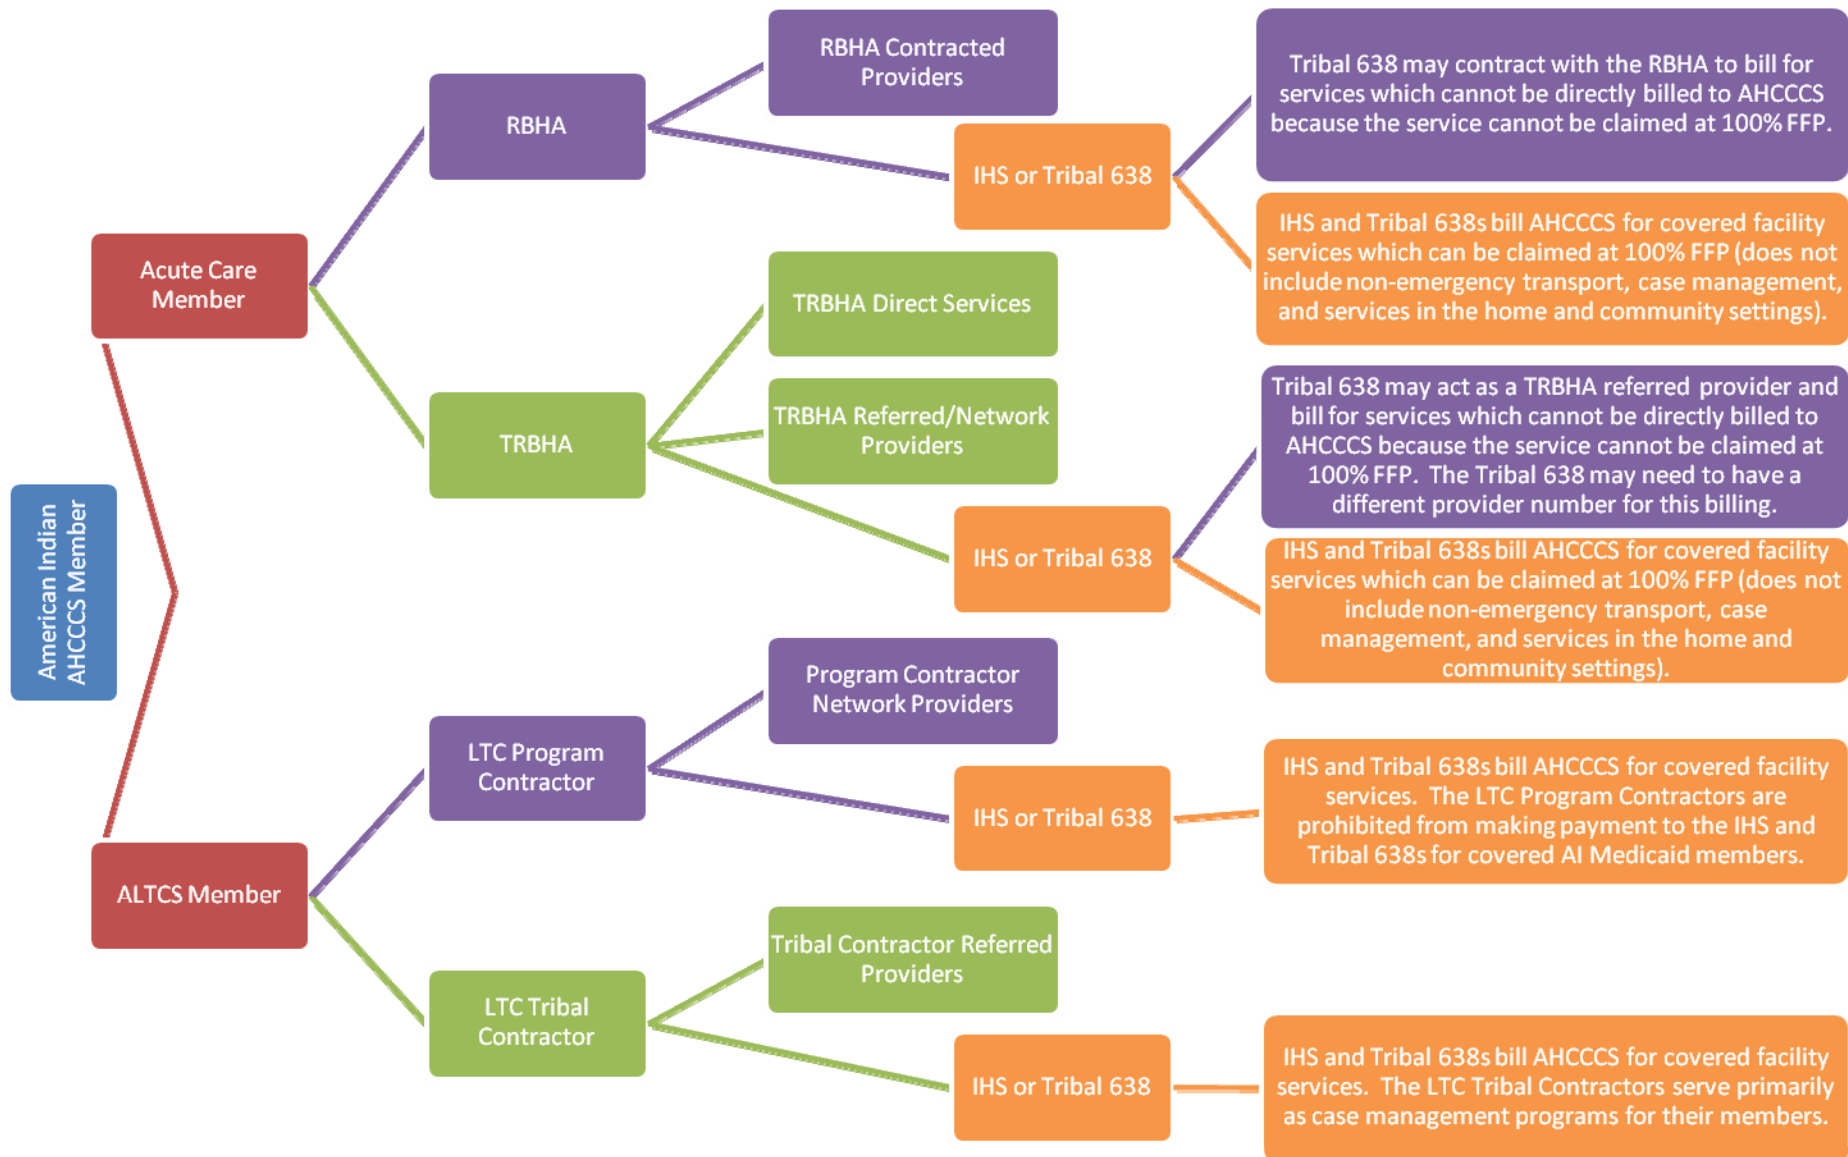 American Indian
AHCCCS Member
Acute Care
Member
RBHA
RBHA Contracted
Providers
IHS or Tribal 638
Tribal 638 may contract with the RBHA to bill for
services which cannot be directly billed to AHCCCS
because the service cannot be claimed at 100% FFP.
IHS and Tribal 638s bill AHCCCS for covered facility
services which can be claimed at 100% FFP (does not
include non-emergency transport, case management,
and services in the home and community settings).
TRBHA
TRBHA Direct Services
TRBHA Referred/Network
Providers
IHS or Tribal 638
Tribal 638 may act as a TRBHA referred provider and
bill for services which cannot be directly billed to
AHCCCS because the service cannot be claimed at
100% FFP. The Tribal 638 may need to have a
different provider number for this billing.
IHS and Tribal 638s bill AHCCCS for covered facility
services which can be claimed at 100% FFP (does not
include non-emergency transport, case
management, and services in the home and
community settings).
ALTCS Member
LTC Program
Contractor
Program Contractor
Network Providers
IHS or Tribal 638
IHS and Tribal 638s bill AHCCCS for covered facility
services. The LTC Program Contractors are
prohibited from making payment to the IHS and
Tribal 638s for covered AI Medicaid members.
LTC Tribal
Contractor
Tribal Contractor Referred
Providers
IHS or Tribal 638
IHS and Tribal 638s bill AHCCCS for covered facility
services. The LTC Tribal Contractors serve primarily
as case management programs for their members.